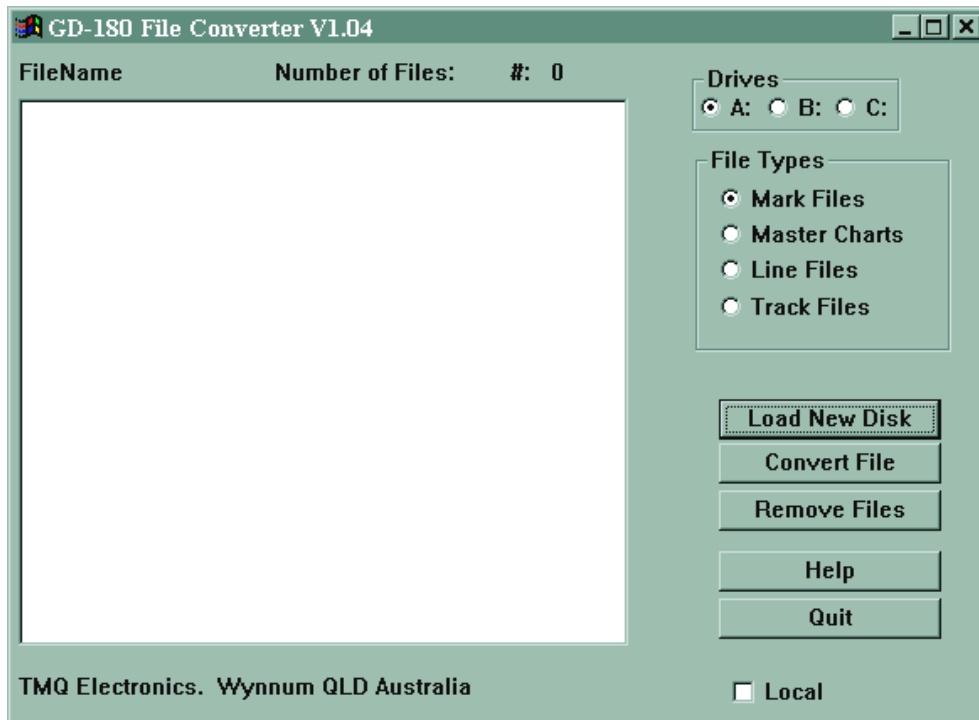 GD-180 File Converter V1.04
FileName Number of Files: #: 0
Drives
A: B: C:
File Types
Mark Files
Master Charts
Line Files
Track Files
Load New Disk
Convert File
Remove Files
Help
Quit
TMQ Electronics. Wynnum QLD Australia
Local